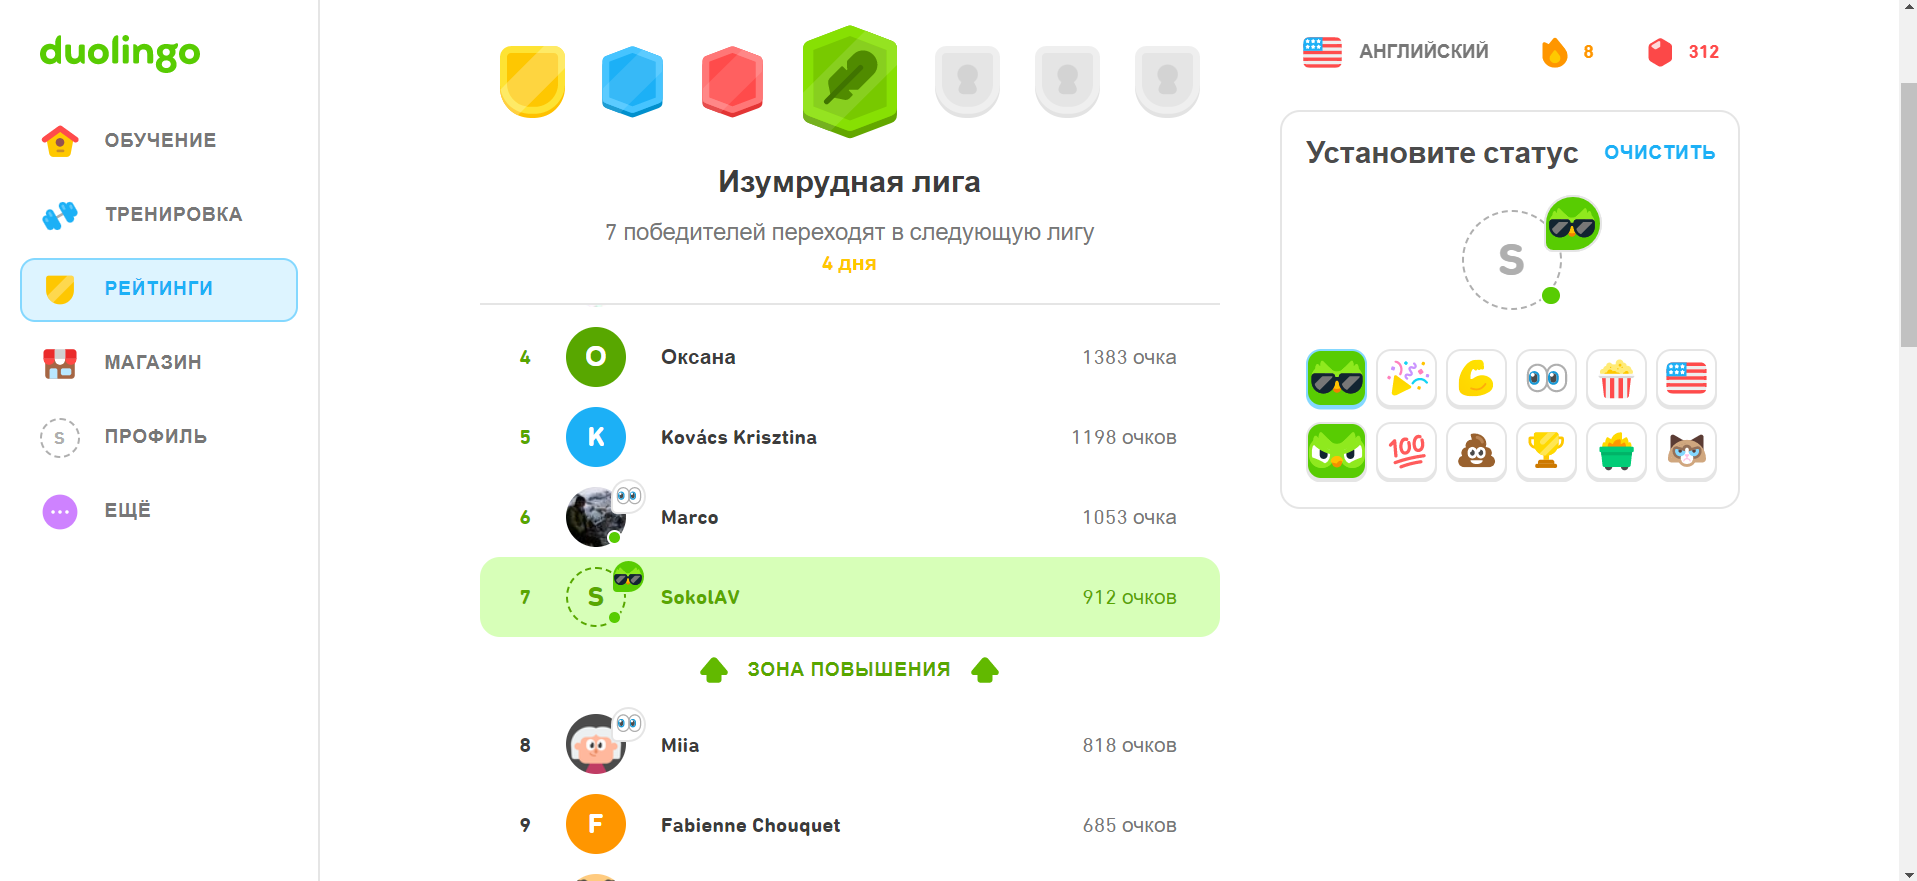 duolingo
ОБУЧЕНИЕ
ТРЕНИРОВКА
РЕЙТИНГИ
МАГАЗИН
S ПРОФИЛЬ
ЕЩЁ
Изумрудная лига
7 победителей переходят в следующую лигу
4 дня
4 О Оксана 1383 очка
5 K Kovács Krisztina 1198 очков
6 Marco 1053 очка
7 S SokolAV 912 очков
ЗОНА ПОВЫШЕНИЯ
8 Miia 818 очков
9 F Fabienne Chouquet 685 очков
АНГЛИЙСКИЙ 8 312
Установите статус ОЧИСТИТЬ
S
100